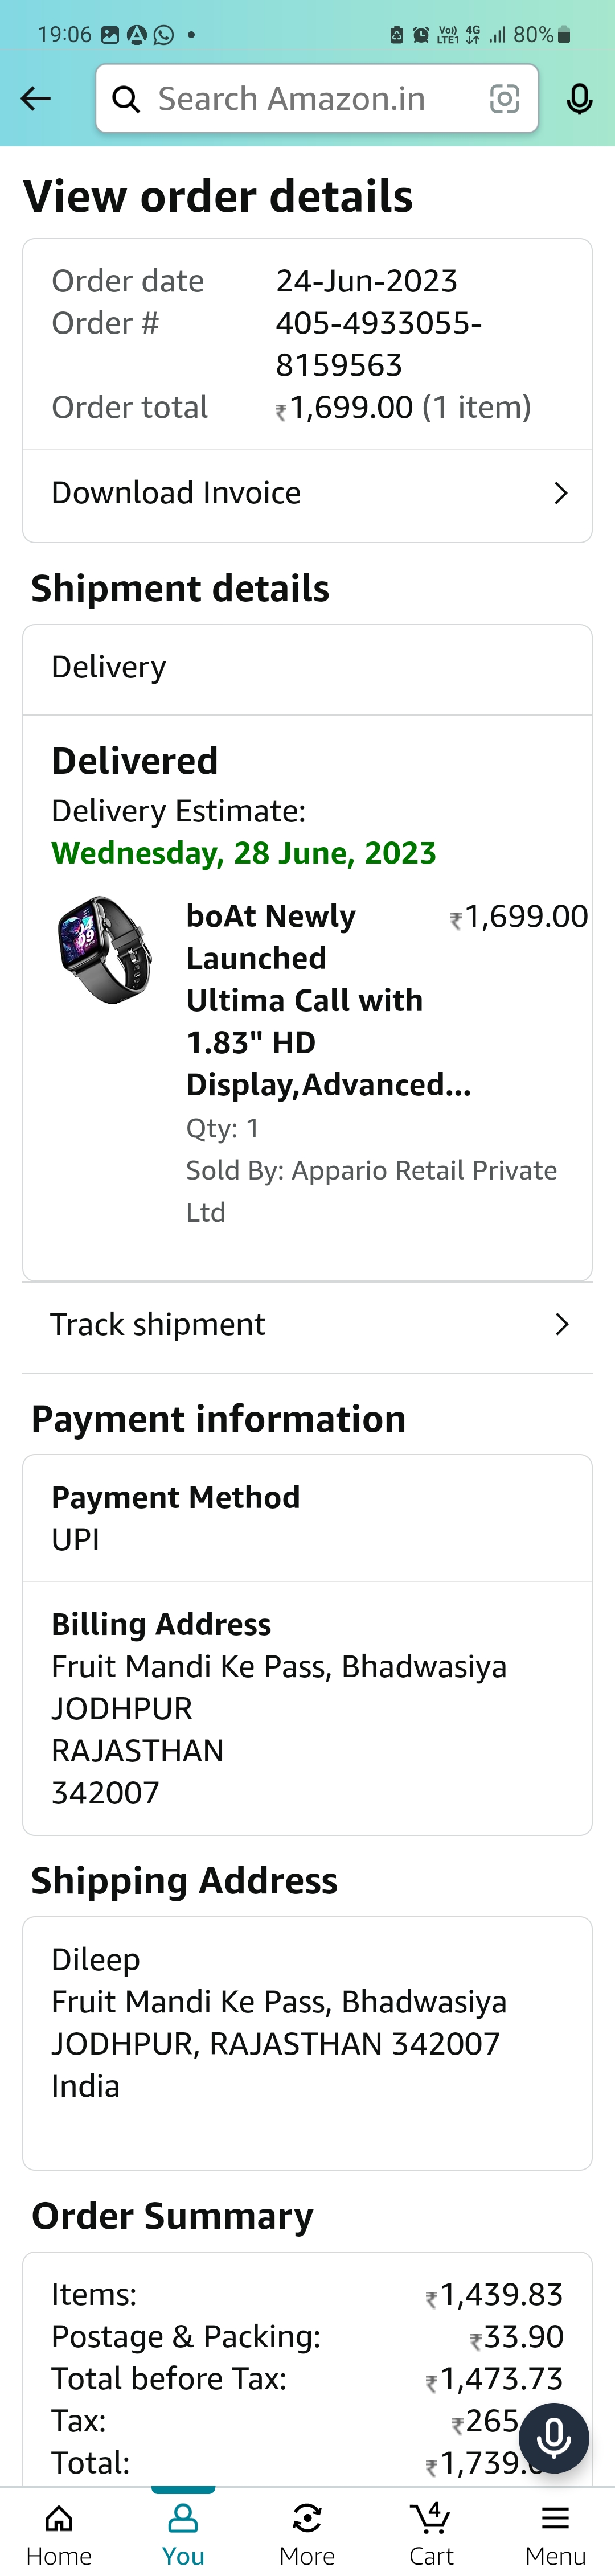 19:06
Vo)) LTE1 4G 80%
Search Amazon.in
View order details
Order date 24-Jun-2023
Order # 405-4933055-
8159563
Order total ₹1,699.00 (1 item)
Download Invoice
Shipment details
Delivery
Delivered
Delivery Estimate:
Wednesday, 28 June, 2023
boAt Newly ₹1,699.00
Launched
Ultima Call with
1.83" HD
Display,Advanced...
Qty: 1
Sold By: Appario Retail Private
Ltd
Track shipment
Payment information
Payment Method
UPI
Billing Address
Fruit Mandi Ke Pass, Bhadwasiya
JODHPUR
RAJASTHAN
342007
Shipping Address
Dileep
Fruit Mandi Ke Pass, Bhadwasiya
JODHPUR, RAJASTHAN 342007
India
Order Summary
Items: ₹1,439.83
Postage & Packing: ₹33.90
Total before Tax: ₹1,473.73
Tax: ₹265.
Total: ₹1,739.
4
Home You More Cart Menu